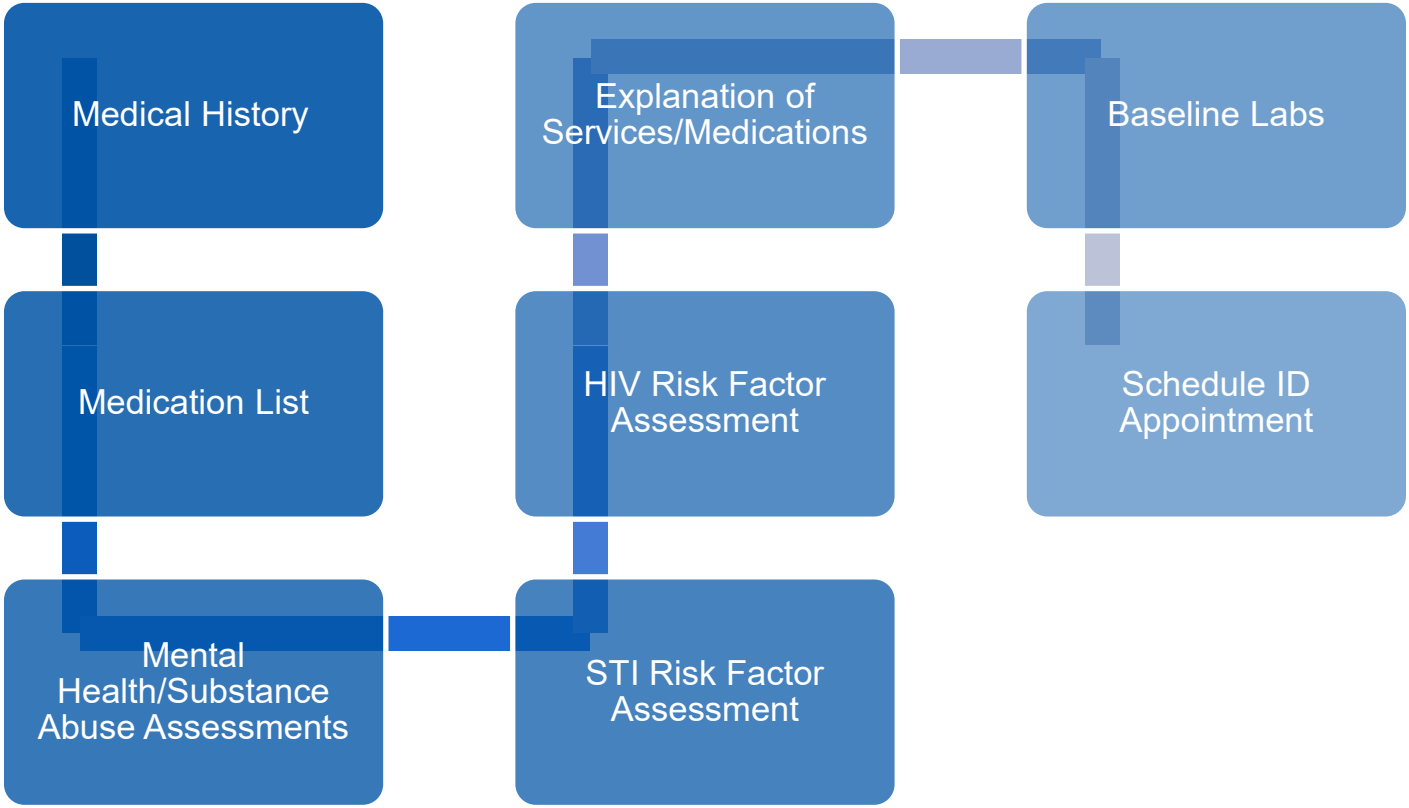 Medical History
Medication List
Mental
Health/Substance
Abuse Assessments
STI Risk Factor
Assessment
HIV Risk Factor
Assessment
Explanation of
Services/Medications
Baseline Labs
Schedule ID
Appointment